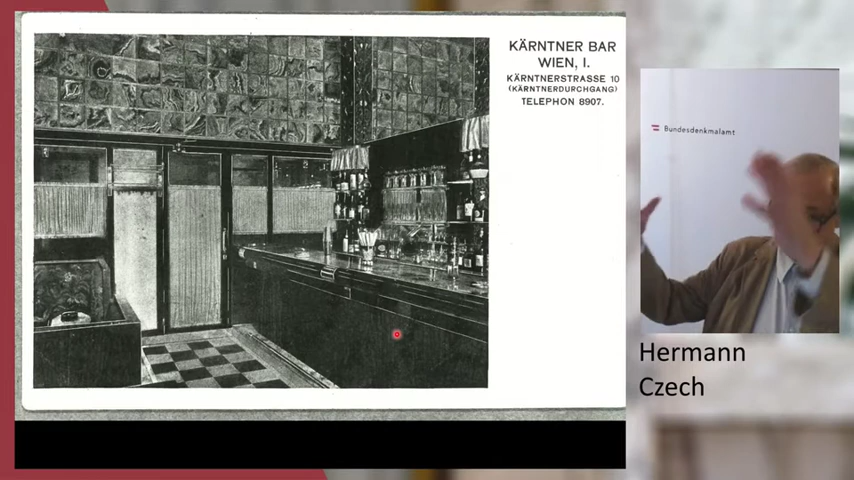 KÄRNTNER BAR
WIEN, I.
KÄRNTNERSTRASSE 10
(KÄRNTNERDURCHGANG)
TELEPHON 8907.
Bundesdenkmalamt
Hermann
Czech